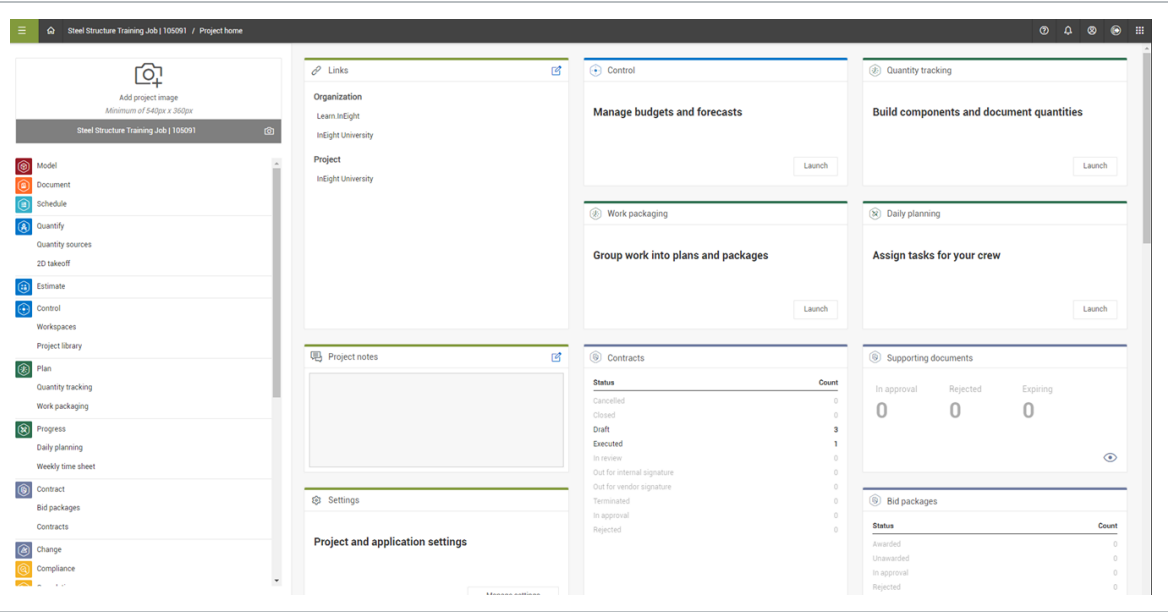 Steel Structure Training Job | 105091 / Project home
Add project image
Minimum of 540px x 360px
Steel Structure Training Job | 105091
Model
Document
Schedule
Quantify
Quantity sources
2D takeoff
Estimate
Control
Workspaces
Project library
Plan
Quantity tracking
Work packaging
Progress
Daily planning
Weekly time sheet
Contract
Bid packages
Contracts
Change
Compliance
Links
Organization
Learn.InEight
InEight University
Project
InEight University
Control
Manage budgets and forecasts
Launch
Quantity tracking
Build components and document quantities
Launch
Work packaging
Group work into plans and packages
Launch
Daily planning
Assign tasks for your crew
Launch
Project notes
Settings
Project and application settings
Contracts
Status Count
Cancelled 0
Closed 0
Draft 3
Executed 1
In review 0
Out for internal signature 0
Out for vendor signature 0
Terminated 0
In approval 0
Rejected 0
Supporting documents
In approval Rejected Expiring
0 0 0
Bid packages
Status Count
Awarded 0
Unawarded 0
In approval 0
Rejected 0